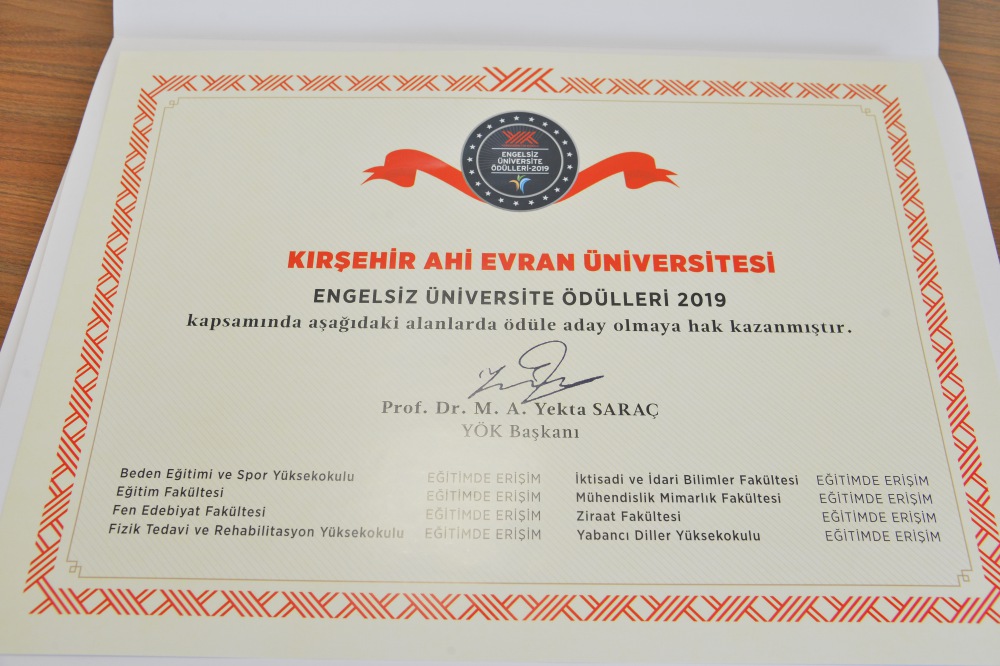 ENGELSİZ
ÜNİVERSİTE
ÖDÜLLERİ-2019
KIRŞEHİR AHİ EVRAN ÜNİVERSİTESİ
ENGELSİZ ÜNİVERSİTE ÖDÜLLERİ 2019
kapsamında aşağıdaki alanlarda ödüle aday olmaya hak kazanmıştır.
Prof. Dr. M. A. Yekta SARAÇ
YÖK Başkanı
Beden Eğitimi ve Spor Yüksekokulu EĞİTİMDE ERİŞİM
Eğitim Fakültesi EĞİTİMDE ERİŞİM
Fen Edebiyat Fakültesi EĞİTİMDE ERİŞİM
Fizik Tedavi ve Rehabilitasyon Yüksekokulu EĞİTİMDE ERİŞİM
İktisadi ve İdari Bilimler Fakültesi EĞİTİMDE ERİŞİM
Mühendislik Mimarlık Fakültesi EĞİTİMDE ERİŞİM
Ziraat Fakültesi EĞİTİMDE ERİŞİM
Yabancı Diller Yüksekokulu EĞİTİMDE ERİŞİM